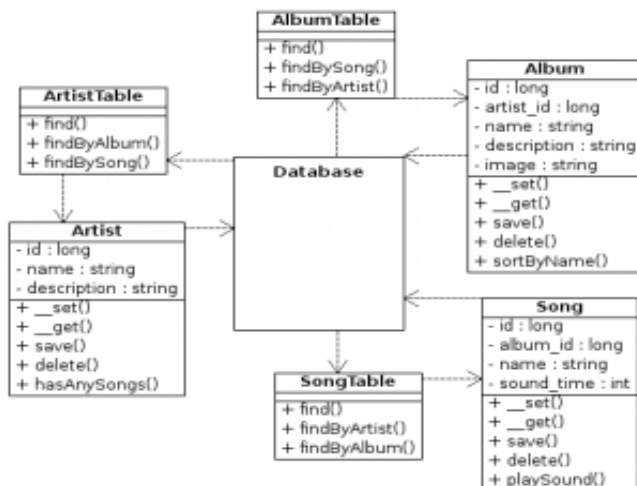 AlbumTable
+ find()
+ findBySong()
+ findByArtist()
ArtistTable
+ find()
+ findByAlbum()
+ findBySong()
Album
- id : long
- artist_id : long
- name : string
- description : string
- image : string
+ __set()
+ __get()
+ save()
+ delete()
+ sortByName()
Database
Artist
- id : long
- name : string
- description : string
+ __set()
+ __get()
+ save()
+ delete()
+ hasAnySongs()
Song
- id : long
- album_id : long
- name : string
- sound_time : int
+ __set()
+ __get()
+ save()
+ delete()
+ playSound()
SongTable
+ find()
+ findByArtist()
+ findByAlbum()